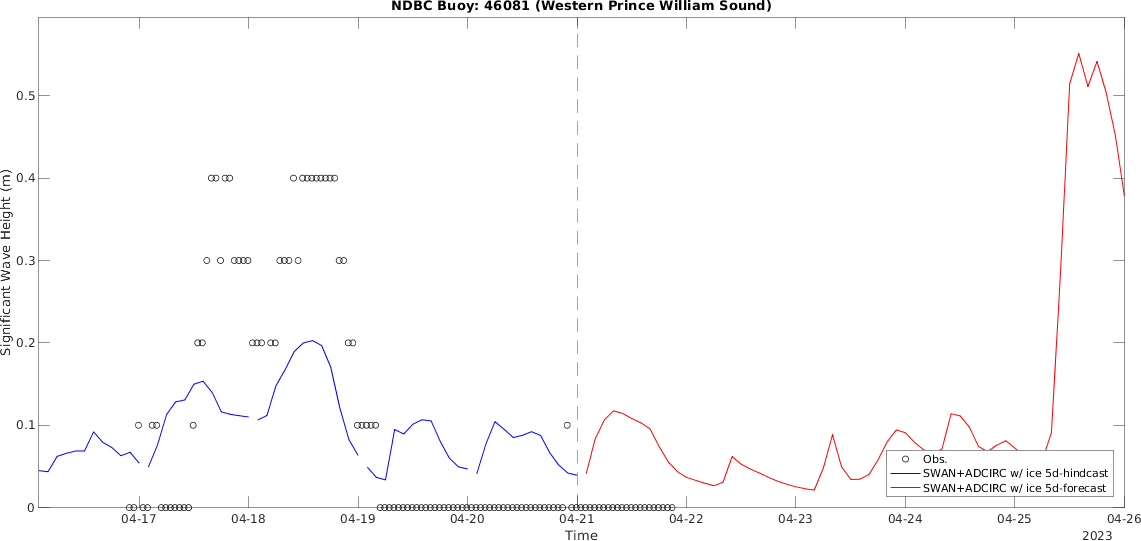 NDBC Buoy: 46081 (Western Prince William Sound)
Significant Wave Height (m)
0.5
0.4
0.3
0.2
0.1
0
Obs.
SWAN+ADCIRC w/ ice 5d-hindcast
SWAN+ADCIRC w/ ice 5d-forecast
04-17 04-18 04-19 04-20 04-21 04-22 04-23 04-24 04-25 04-26
Time
2023